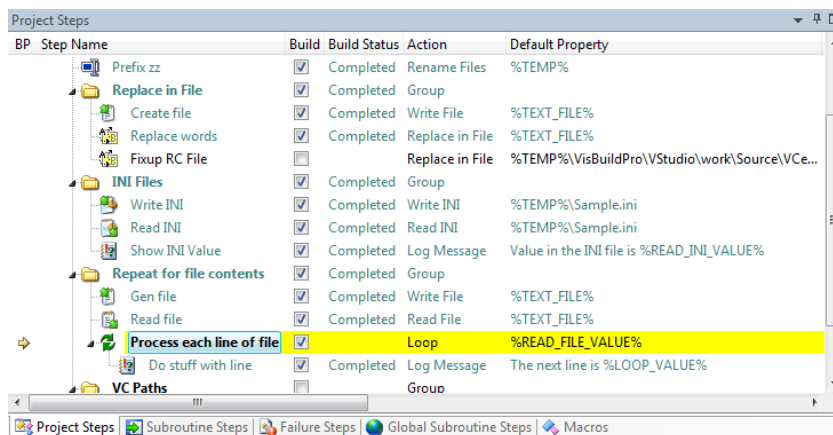 Project Steps
BP Step Name Build Build Status Action Default Property
Prefix zz Completed Rename Files %TEMP%
Replace in File Completed Group
Create file Completed Write File %TEXT_FILE%
Replace words Completed Replace in File %TEXT_FILE%
Fixup RC File Replace in File %TEMP%\VisBuildPro\VStudio\work\Source\VCe...
INI Files Completed Group
Write INI Completed Write INI %TEMP%\Sample.ini
Read INI Completed Read INI %TEMP%\Sample.ini
Show INI Value Completed Log Message Value in the INI file is %READ_INI_VALUE%
Repeat for file contents Completed Group
Gen file Completed Write File %TEXT_FILE%
Read file Completed Read File %TEXT_FILE%
Process each line of file Loop %READ_FILE_VALUE%
Do stuff with line Completed Log Message The next line is %LOOP_VALUE%
VC Paths Group
Project Steps Subroutine Steps Failure Steps Global Subroutine Steps Macros